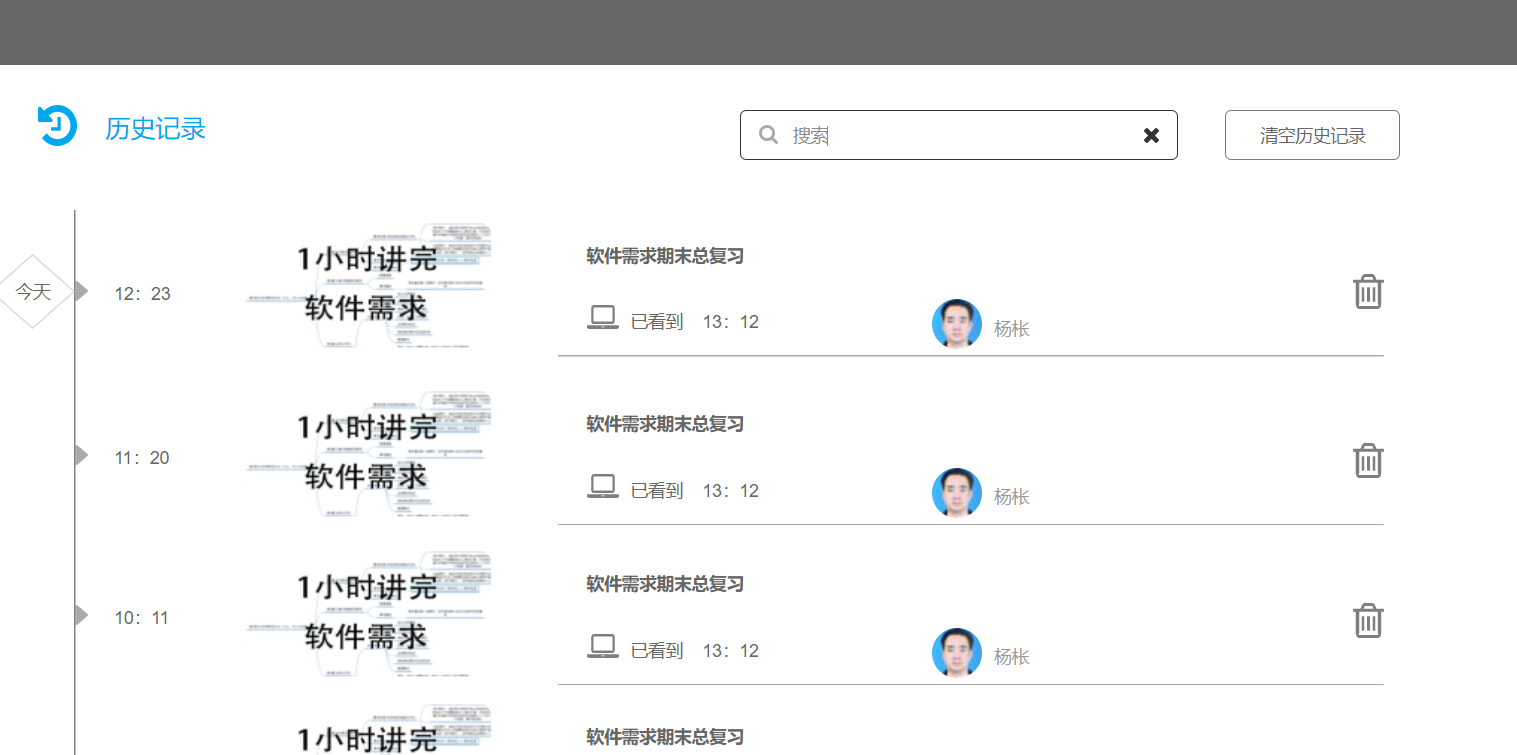 历史记录
搜索
清空历史记录
今天
12：23
1小时讲完
软件需求
软件需求期末总复习
已看到 13：12
杨枨
11：20
1小时讲完
软件需求
软件需求期末总复习
已看到 13：12
杨枨
10：11
1小时讲完
软件需求
软件需求期末总复习
已看到 13：12
杨枨
1小时讲完
软件需求期末总复习